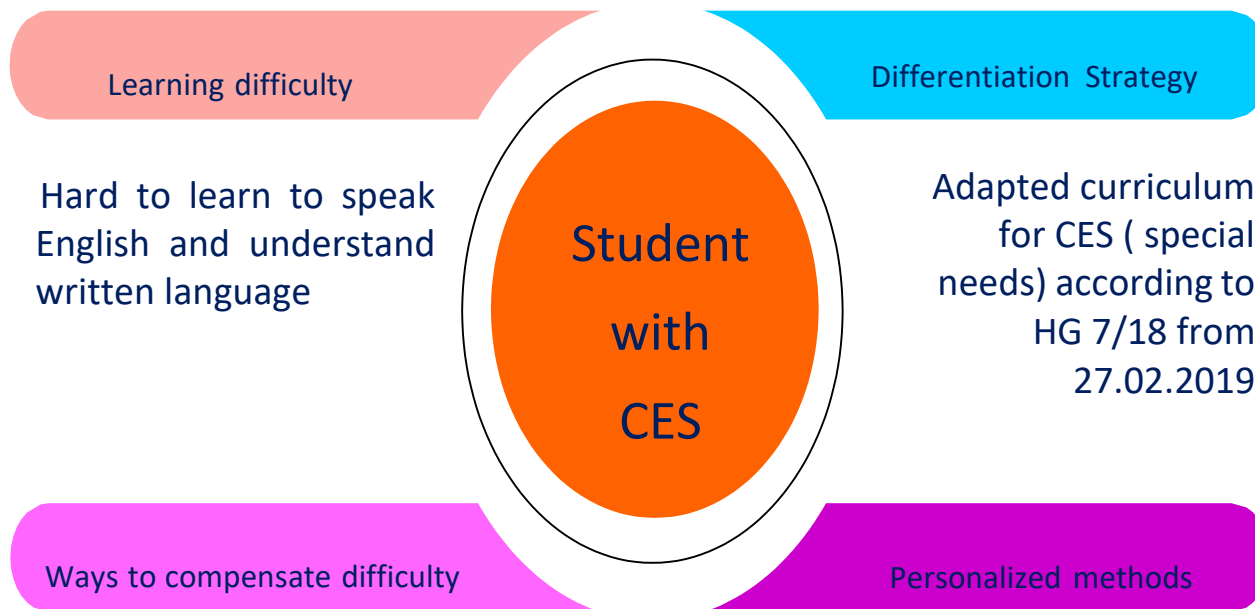 Learning difficulty
Differentiation Strategy
Hard to learn to speak
English and understand
written language
Student
with
CES
Adapted curriculum
for CES ( special
needs) according to
HG 7/18 from
27.02.2019
Ways to compensate difficulty
Personalized methods